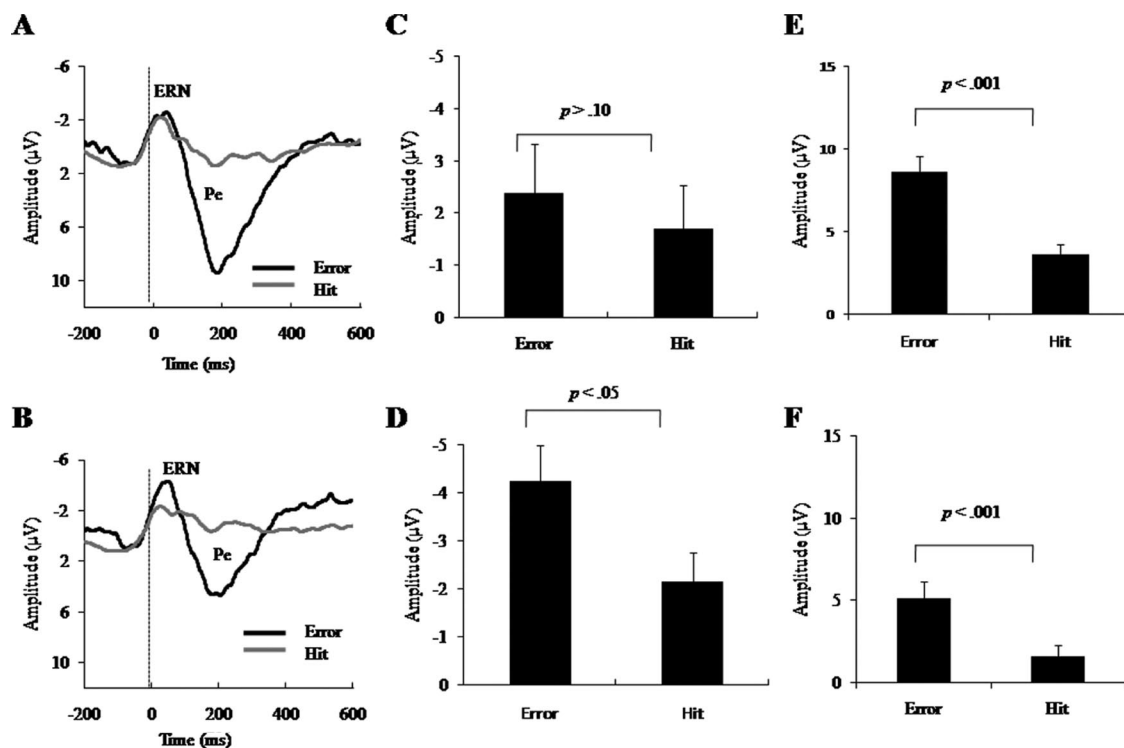 A
-6
-2
2
6
10
Amplitude (µV)
ERN
Pe
Error
Hit
-200
0
200
400
600
Time (ms)
C
-5
-4
3
2
-1
0
Amplitude (µV)
p > .10
Error
Hit
E
15
10
5
0
Amplitude (µV)
p < .001
Error
Hit
B
-6
-2
2
6
10
Amplitude (µV)
ERN
Pe
Error
Hit
-200
0
200
400
600
Time (ms)
D
-5
-4
-3
-2
-1
0
Amplitude (µV)
p < .05
Error
Hit
F
15
10
5
0
Amplitude (µV)
p < .001
Error
Hit